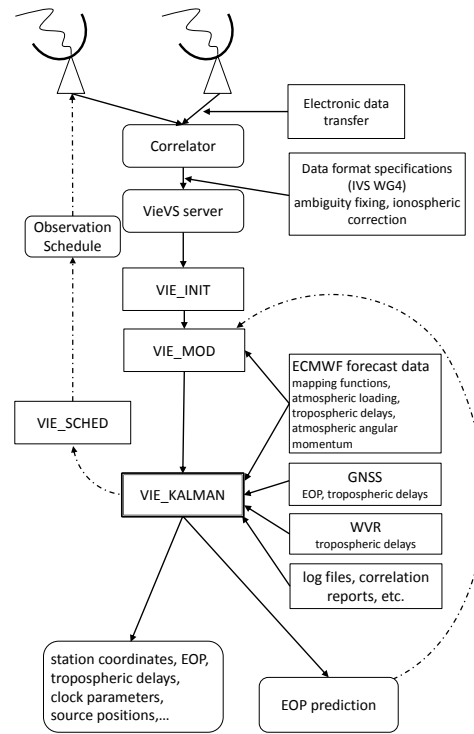 Electronic data
transfer
Correlator
Data format specifications
(IVS WG4)
ambiguity fixing, ionospheric
correction
VieVS server
Observation
Schedule
VIE_INIT
VIE_MOD
ECMWF forecast data
mapping functions,
atmospheric loading,
tropospheric delays,
atmospheric angular
momentum
VIE_SCHED
VIE_KALMAN
GNSS
EOP, tropospheric delays
WVR
tropospheric delays
log files, correlation
reports, etc.
station coordinates, EOP,
tropospheric delays,
clock parameters,
source positions,...
EOP prediction